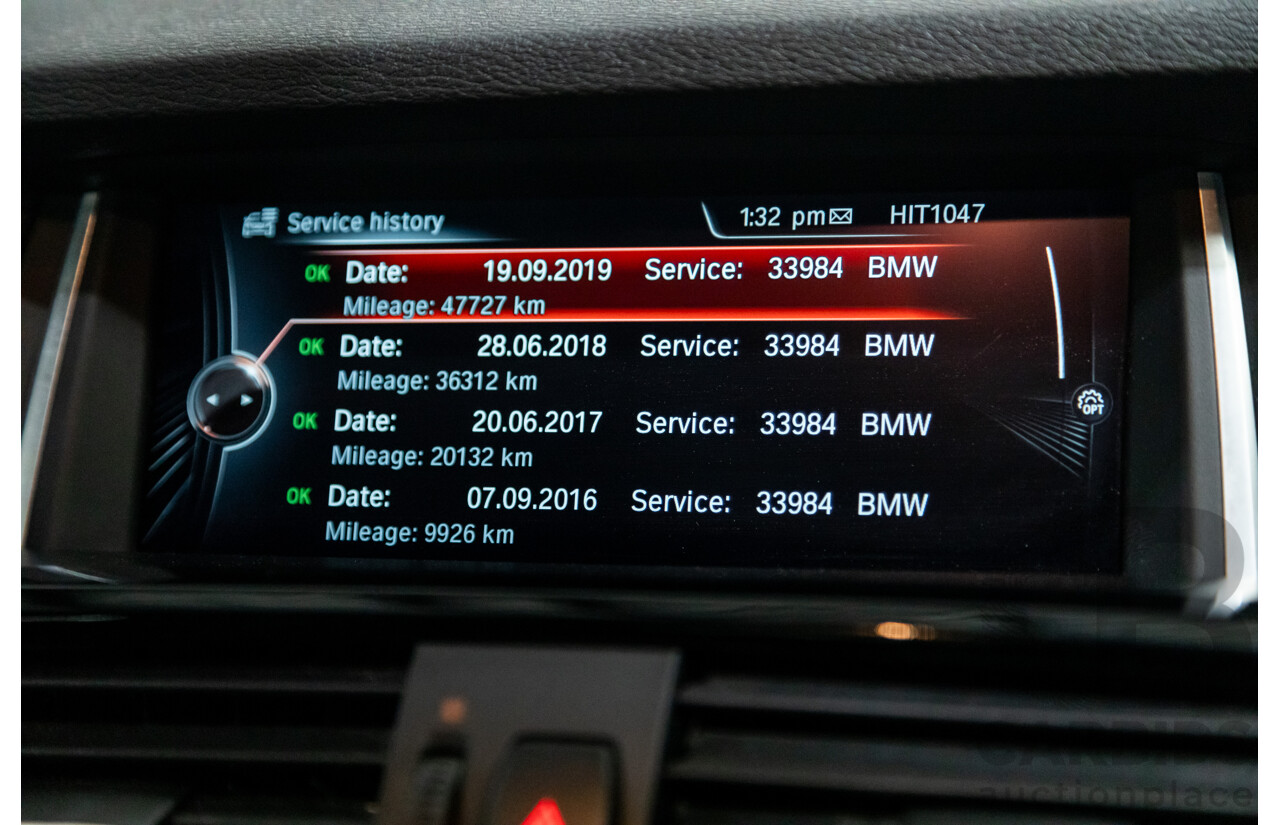 Service history 1:32 pm HIT1047
OK Date: 19.09.2019 Service: 33984 BMW
Mileage: 47727 km
OK Date: 28.06.2018 Service: 33984 BMW
Mileage: 36312 km
OK Date: 20.06.2017 Service: 33984 BMW
Mileage: 20132 km
OPT
OK Date: 07.09.2016 Service: 33984 BMW
Mileage: 9926 km
auctionplace